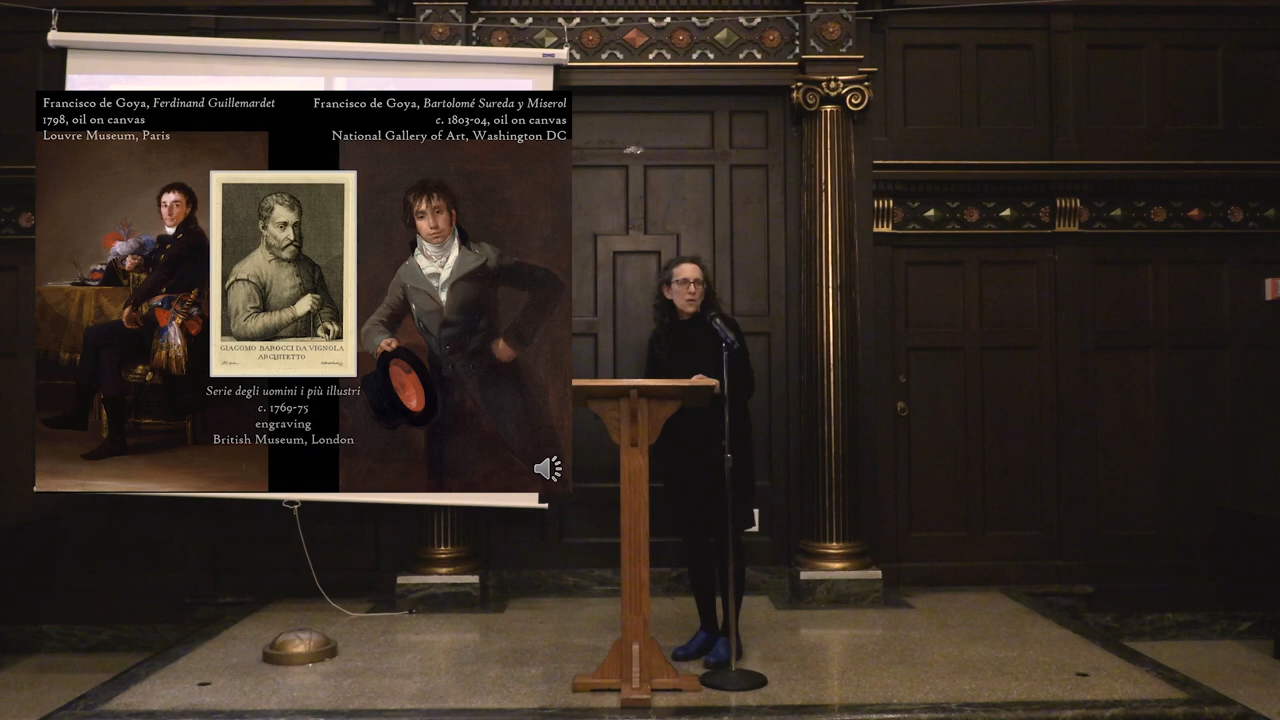 Francisco de Goya, Ferdinand Guillemardet
1798, oil on canvas
Louvre Museum, Paris
Francisco de Goya, Bartolomé Sureda y Miserol
c. 1803-04, oil on canvas
National Gallery of Art, Washington DC
GIACOMO BAROCCI DA VIGNOLA
ARCHITETTO
Serie degli uomini i più illustri
c. 1769-75
engraving
British Museum, London